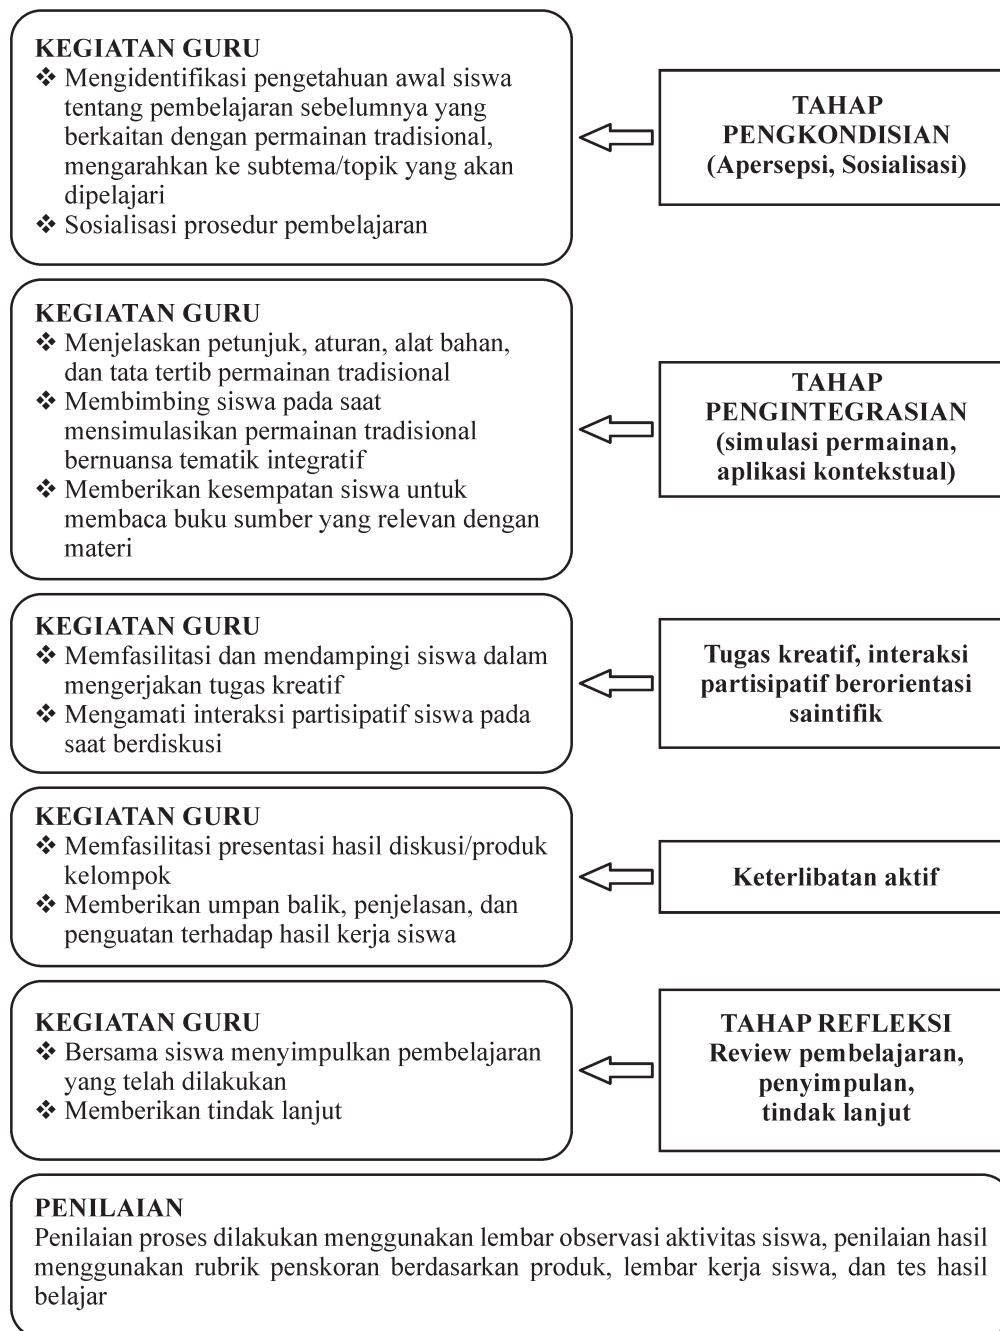 KEGIATAN GURU
❖ Mengidentifikasi pengetahuan awal siswa
tentang pembelajaran sebelumnya yang
berkaitan dengan permainan tradisional,
mengarahkan ke subtema/topik yang akan
dipelajari
❖ Sosialisasi prosedur pembelajaran
TAHAP
PENGKONDISIAN
(Apersepsi, Sosialisasi)
KEGIATAN GURU
❖ Menjelaskan petunjuk, aturan, alat bahan,
dan tata tertib permainan tradisional
❖ Membimbing siswa pada saat
mensimulasikan permainan tradisional
bernuansa tematik integratif
❖ Memberikan kesempatan siswa untuk
membaca buku sumber yang relevan dengan
materi
TAHAP
PENGINTEGRASIAN
(simulasi permainan,
aplikasi kontekstual)
KEGIATAN GURU
❖ Memfasilitasi dan mendampingi siswa dalam
mengerjakan tugas kreatif
❖ Mengamati interaksi partisipatif siswa pada
saat berdiskusi
Tugas kreatif, interaksi
partisipatif berorientasi
saintifik
KEGIATAN GURU
❖ Memfasilitasi presentasi hasil diskusi/produk
kelompok
❖ Memberikan umpan balik, penjelasan, dan
penguatan terhadap hasil kerja siswa
Keterlibatan aktif
KEGIATAN GURU
❖ Bersama siswa menyimpulkan pembelajaran
yang telah dilakukan
❖ Memberikan tindak lanjut
TAHAP REFLEKSI
Review pembelajaran,
penyimpulan,
tindak lanjut
PENILAIAN
Penilaian proses dilakukan menggunakan lembar observasi aktivitas siswa, penilaian hasil
menggunakan rubrik penskoran berdasarkan produk, lembar kerja siswa, dan tes hasil
belajar